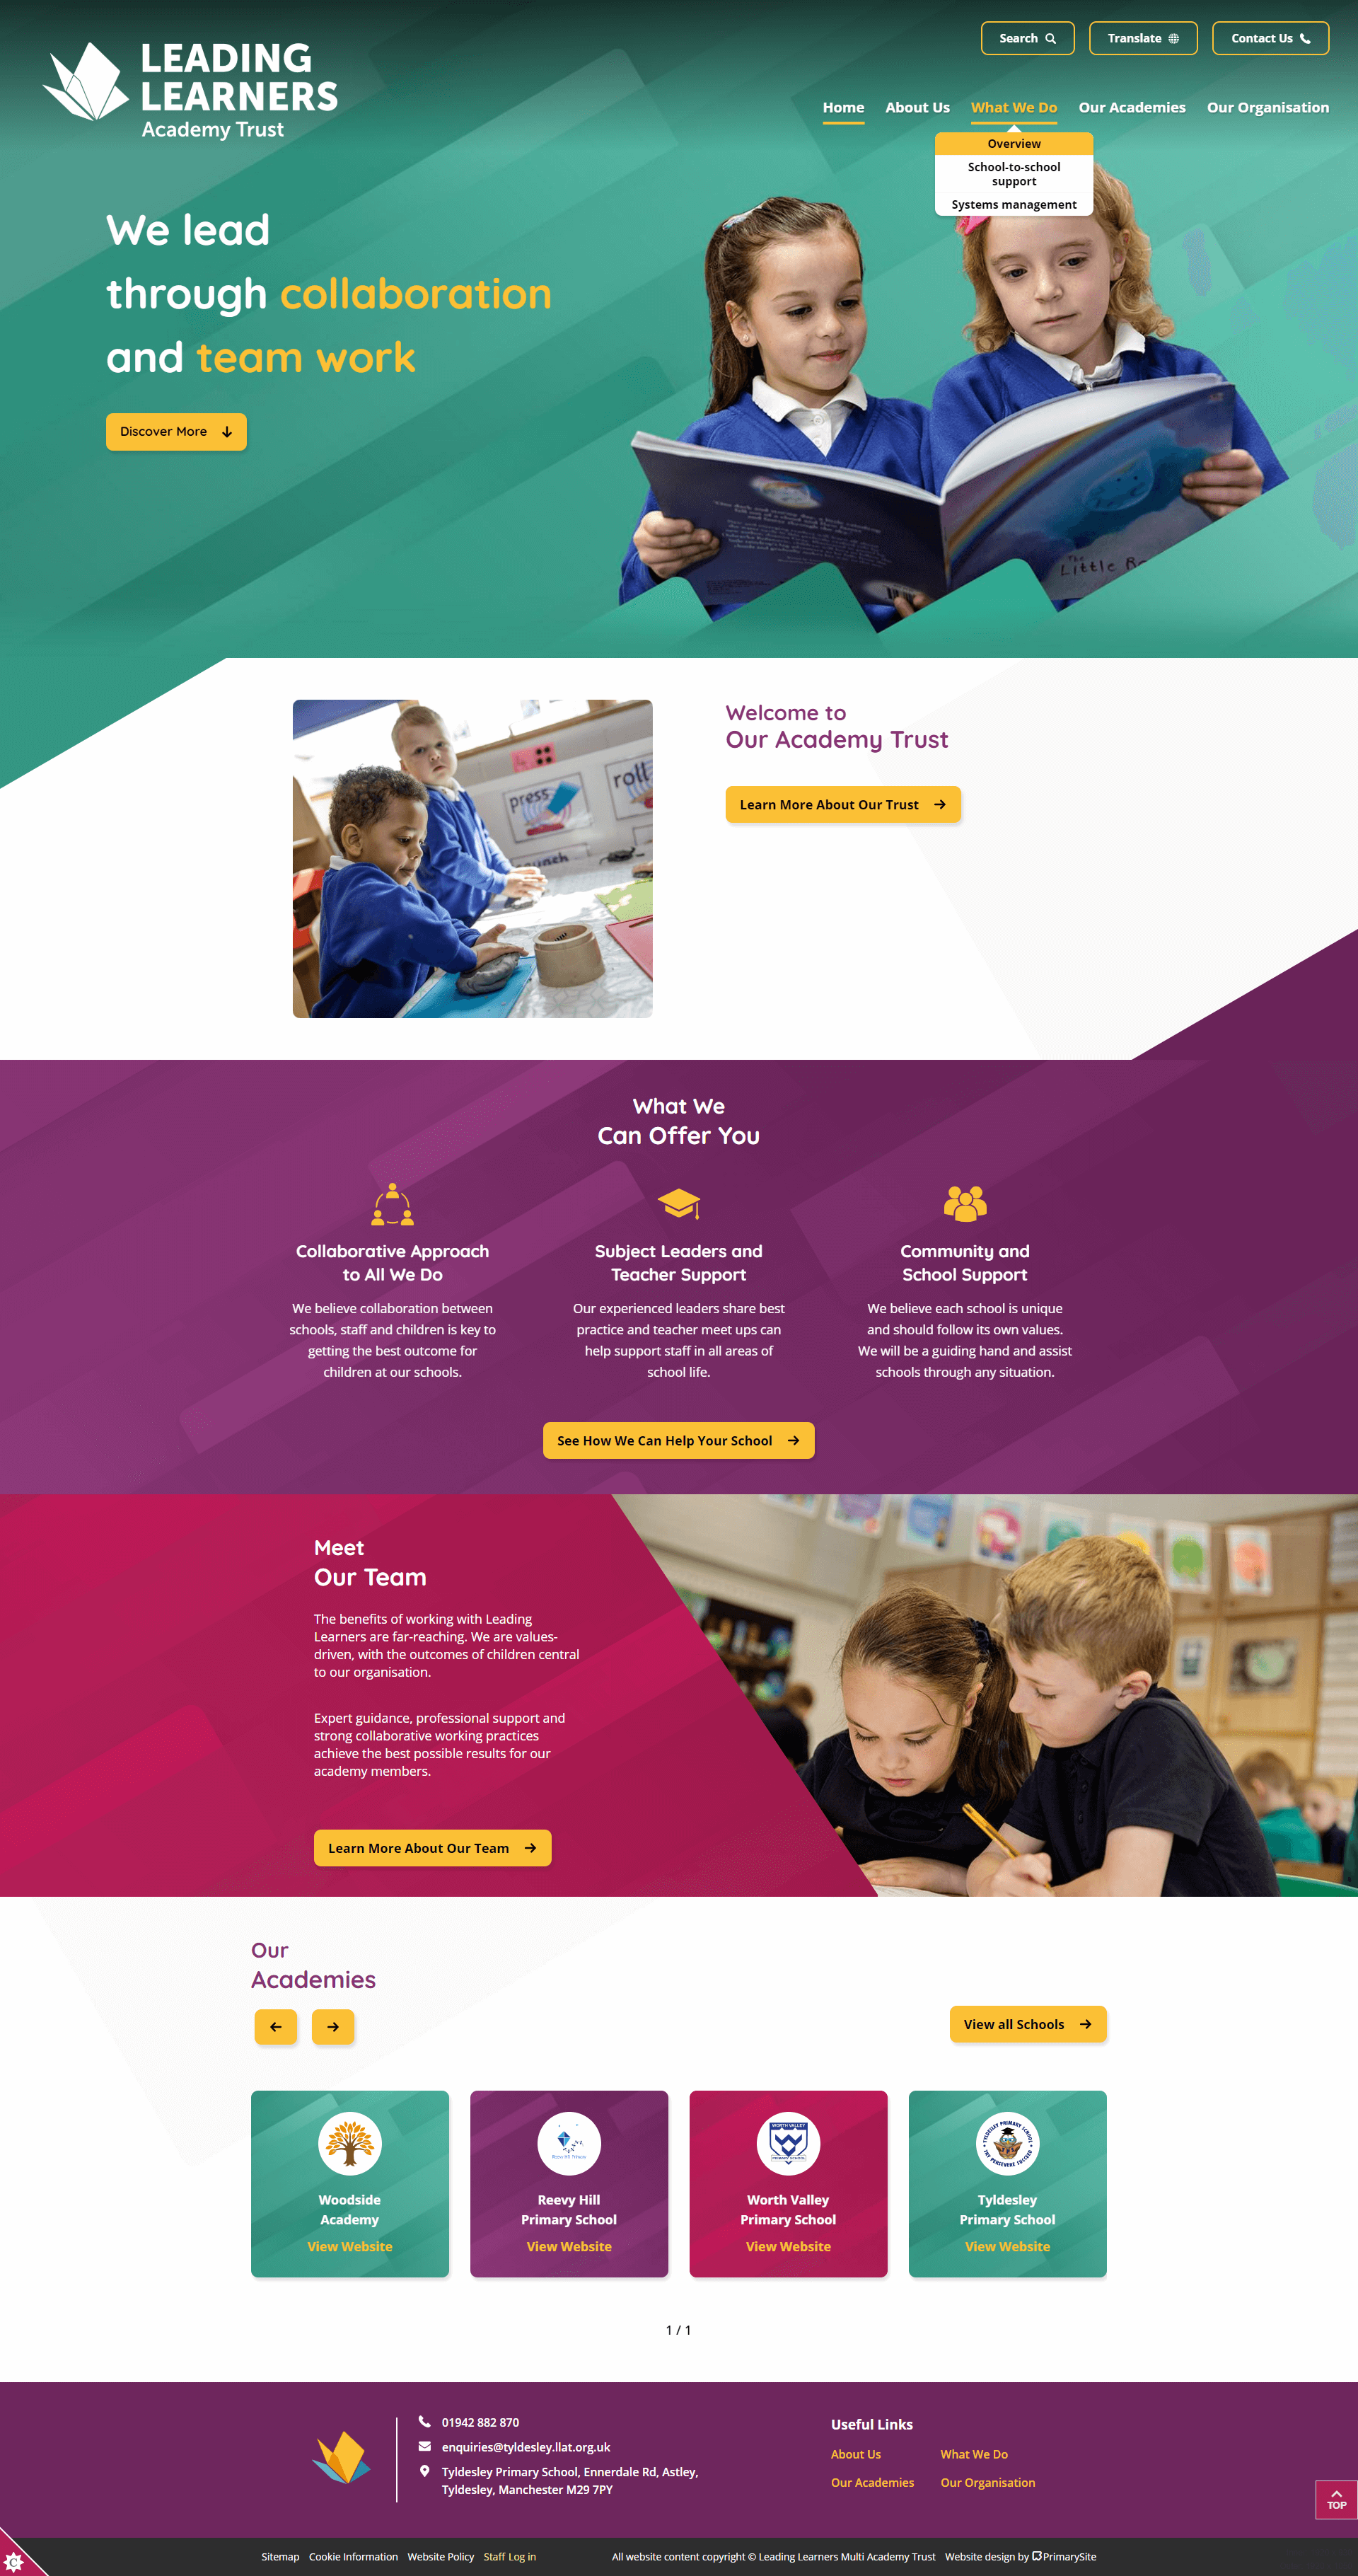 LEADING
LEARNERS
Academy Trust
Search
Translate
Contact Us
Home
About Us
What We Do
Our Academies
Our Organisation
Overview
School-to-school
support
Systems management
We lead
through collaboration
and team work
Discover More
The
Little
Welcome to
Our Academy Trust
press
roll
Learn More About Our Trust
What We
Can Offer You
Collaborative Approach
to All We Do
We believe collaboration between
schools, staff and children is key to
getting the best outcome for
children at our schools.
Subject Leaders and
Teacher Support
Our experienced leaders share best
practice and teacher meet ups can
help support staff in all areas of
school life.
Community and
School Support
We believe each school is unique
and should follow its own values.
We will be a guiding hand and assist
schools through any situation.
See How We Can Help Your School
Meet
Our Team
The benefits of working with Leading
Learners are far-reaching. We are values-
driven, with the outcomes of children central
to our organisation.
Expert guidance, professional support and
strong collaborative working practices
achieve the best possible results for our
academy members.
Learn More About Our Team
Our
Academies
View all Schools
Woodside
Academy
View Website
Reevy Hill
Primary School
View Website
WORTH VALLEY
PRIMARY SCHOOL
Worth Valley
Primary School
View Website
TYLDESLEY PRIMARY SCHOOL
Tyldesley
Primary School
View Website
1 / 1
01942 882 870
enquiries@tyldesley.llat.org.uk
Tyldesley Primary School, Ennerdale Rd, Astley,
Tyldesley, Manchester M29 7PY
Useful Links
About Us
What We Do
Our Academies
Our Organisation
TOP
C
Sitemap
Cookie Information
Website Policy
Staff Log in
All website content copyright © Leading Learners Multi Academy Trust
Website design by PrimarySite